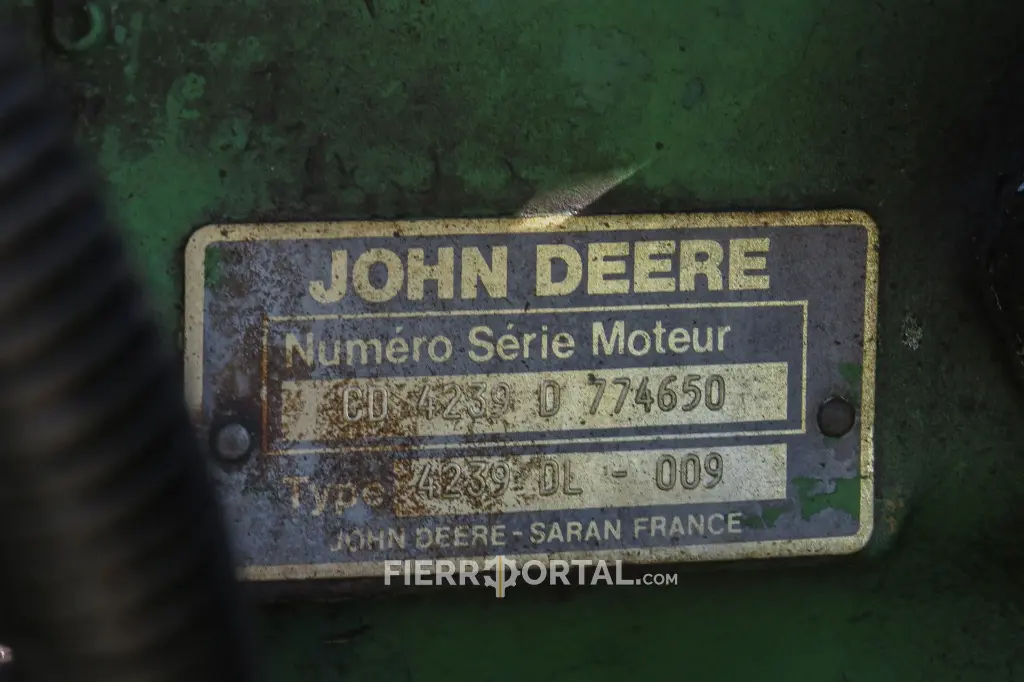 JOHN DEERE
Numéro Série Moteur
CD 4239 D 774650
Type 4239 DL - 009
JOHN DEERE - SARAN FRANCE
FIERROPORTAL.COM